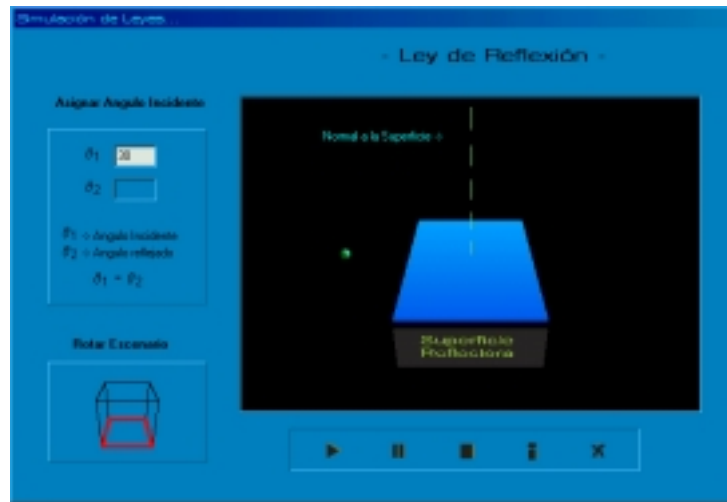 Simulación de Leyes...
- Ley de Reflexión -
Asignar Angulo Incidente
θ1 30
θ2
θ1 -> Angulo Incidente
θ2 -> Angulo reflejado
θ1 = θ2
Normal a la Superficie ->
Superficie
Reflectora
Rotar Escenario